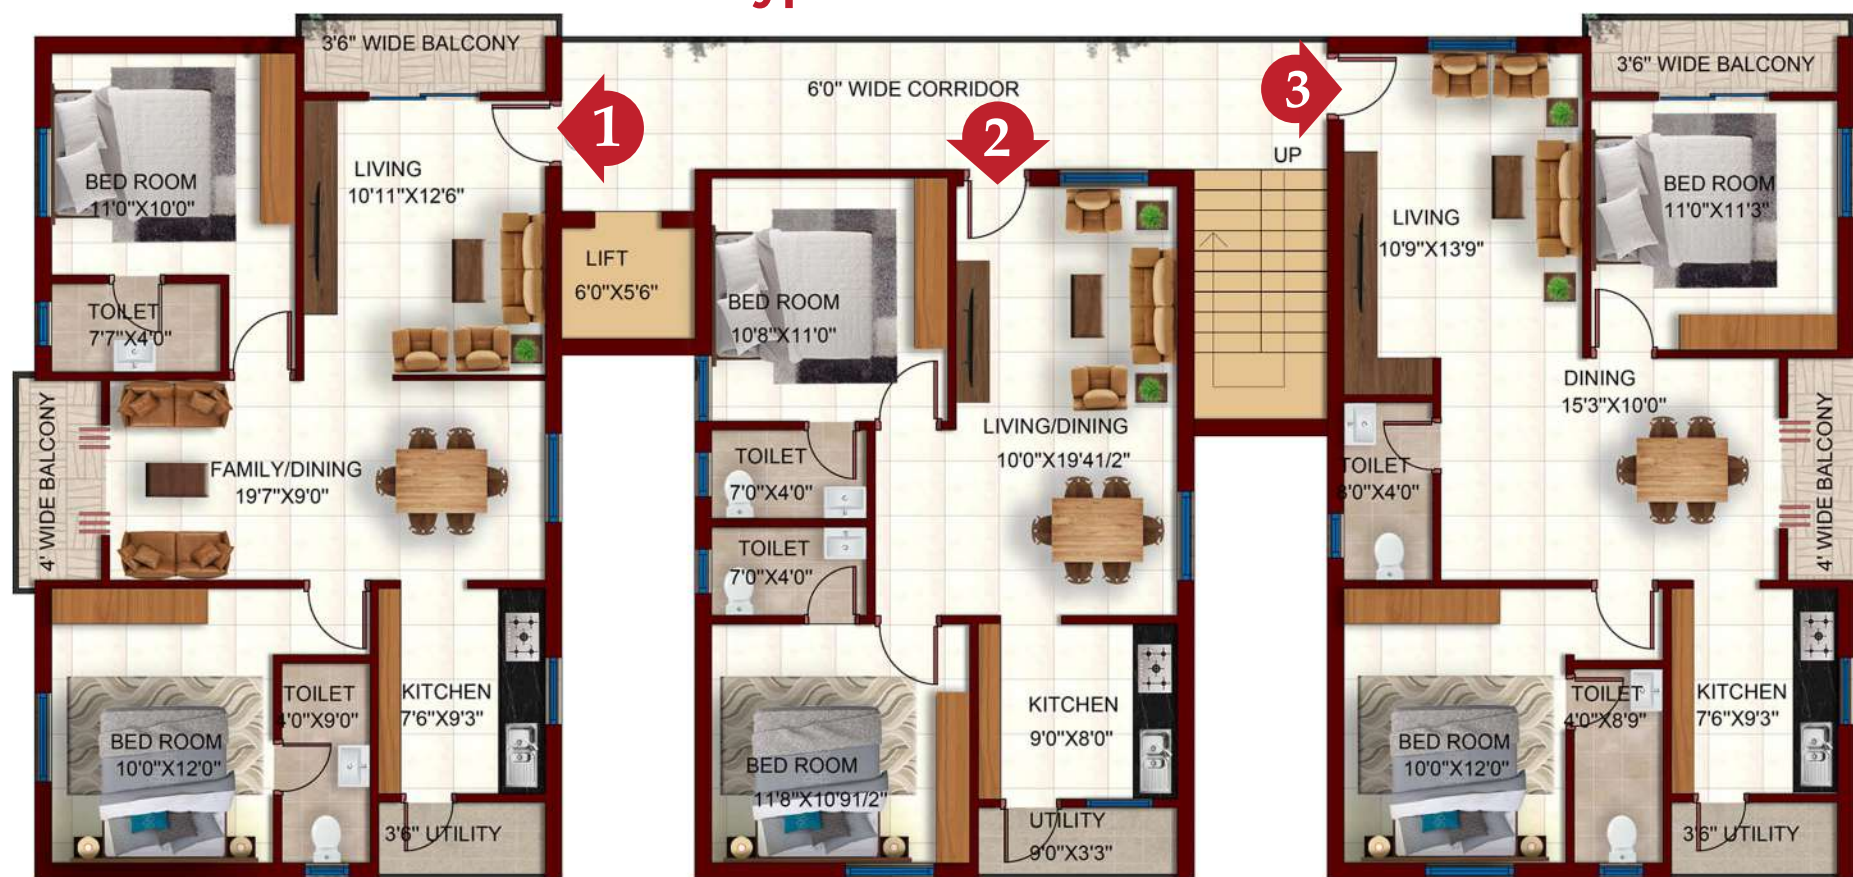 3'6" WIDE BALCONY
BED ROOM
11'0"X10'0"
LIVING
10'11"X12'6"
TOILET
7'7"X4'0"
4' WIDE BALCONY
FAMILY/DINING
19'7"X9'0"
BED ROOM
10'0"X12'0"
TOILET
4'0"X9'0"
KITCHEN
7'6"X9'3"
3'6" UTILITY
1
6'0" WIDE CORRIDOR
LIFT
6'0"X5'6"
2
UP
BED ROOM
10'8"X11'0"
TOILET
7'0"X4'0"
TOILET
7'0"X4'0"
LIVING/DINING
10'0"X19'41/2"
BED ROOM
11'8"X10'91/2"
KITCHEN
9'0"X8'0"
UTILITY
9'0"X3'3"
3
3'6" WIDE BALCONY
LIVING
10'9"X13'9"
BED ROOM
11'0"X11'3"
DINING
15'3"X10'0"
TOILET
8'0"X4'0"
4' WIDE BALCONY
BED ROOM
10'0"X12'0"
TOILET
4'0"X8'9"
KITCHEN
7'6"X9'3"
3'6" UTILITY